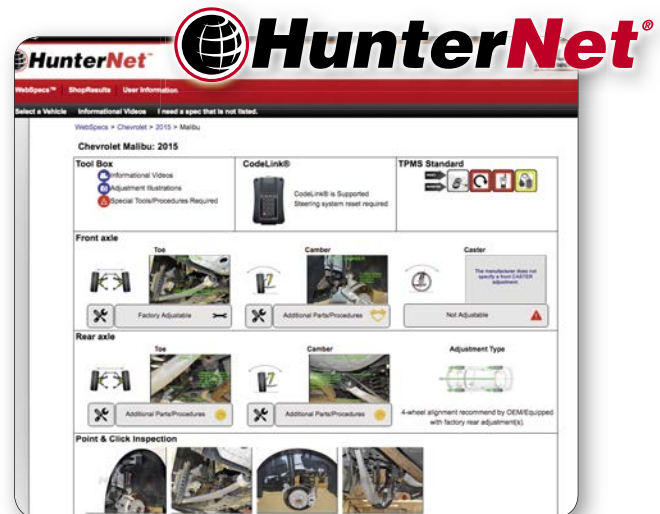 HunterNet®
HunterNet™
WebSpecs™ ShopResults User Information
Select a Vehicle Informational Videos I need a spec that is not listed.
WebSpecs > Chevrolet > 2015 > Malibu
Chevrolet Malibu: 2015
Tool Box CodeLink® TPMS Standard
Informational Videos
Adjustment Illustrations
Special Tools/Procedures Required
CodeLink® is Supported
Steering system reset required
Front axle
Toe Camber Caster
The manufacturer does not
specify a front CASTER
adjustment.
Factory Adjustable Additional Parts/Procedures Not Adjustable
Rear axle
Toe Camber Adjustment Type
Additional Parts/Procedures Additional Parts/Procedures
4-wheel alignment recommend by OEM/Equipped
with factory rear adjustment(s).
Point & Click Inspection